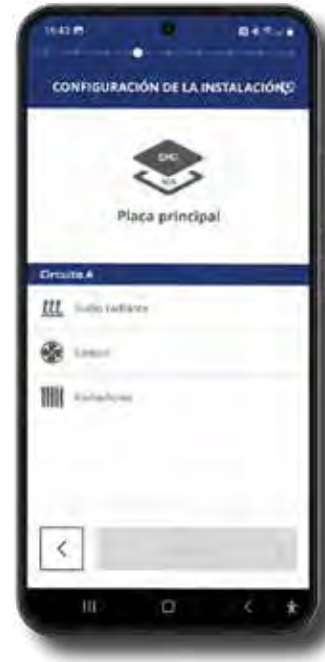 CONFIGURACIÓN DE LA INSTALACIÓN
Placa principal
Circuito A
Suelo radiante
Radiadores